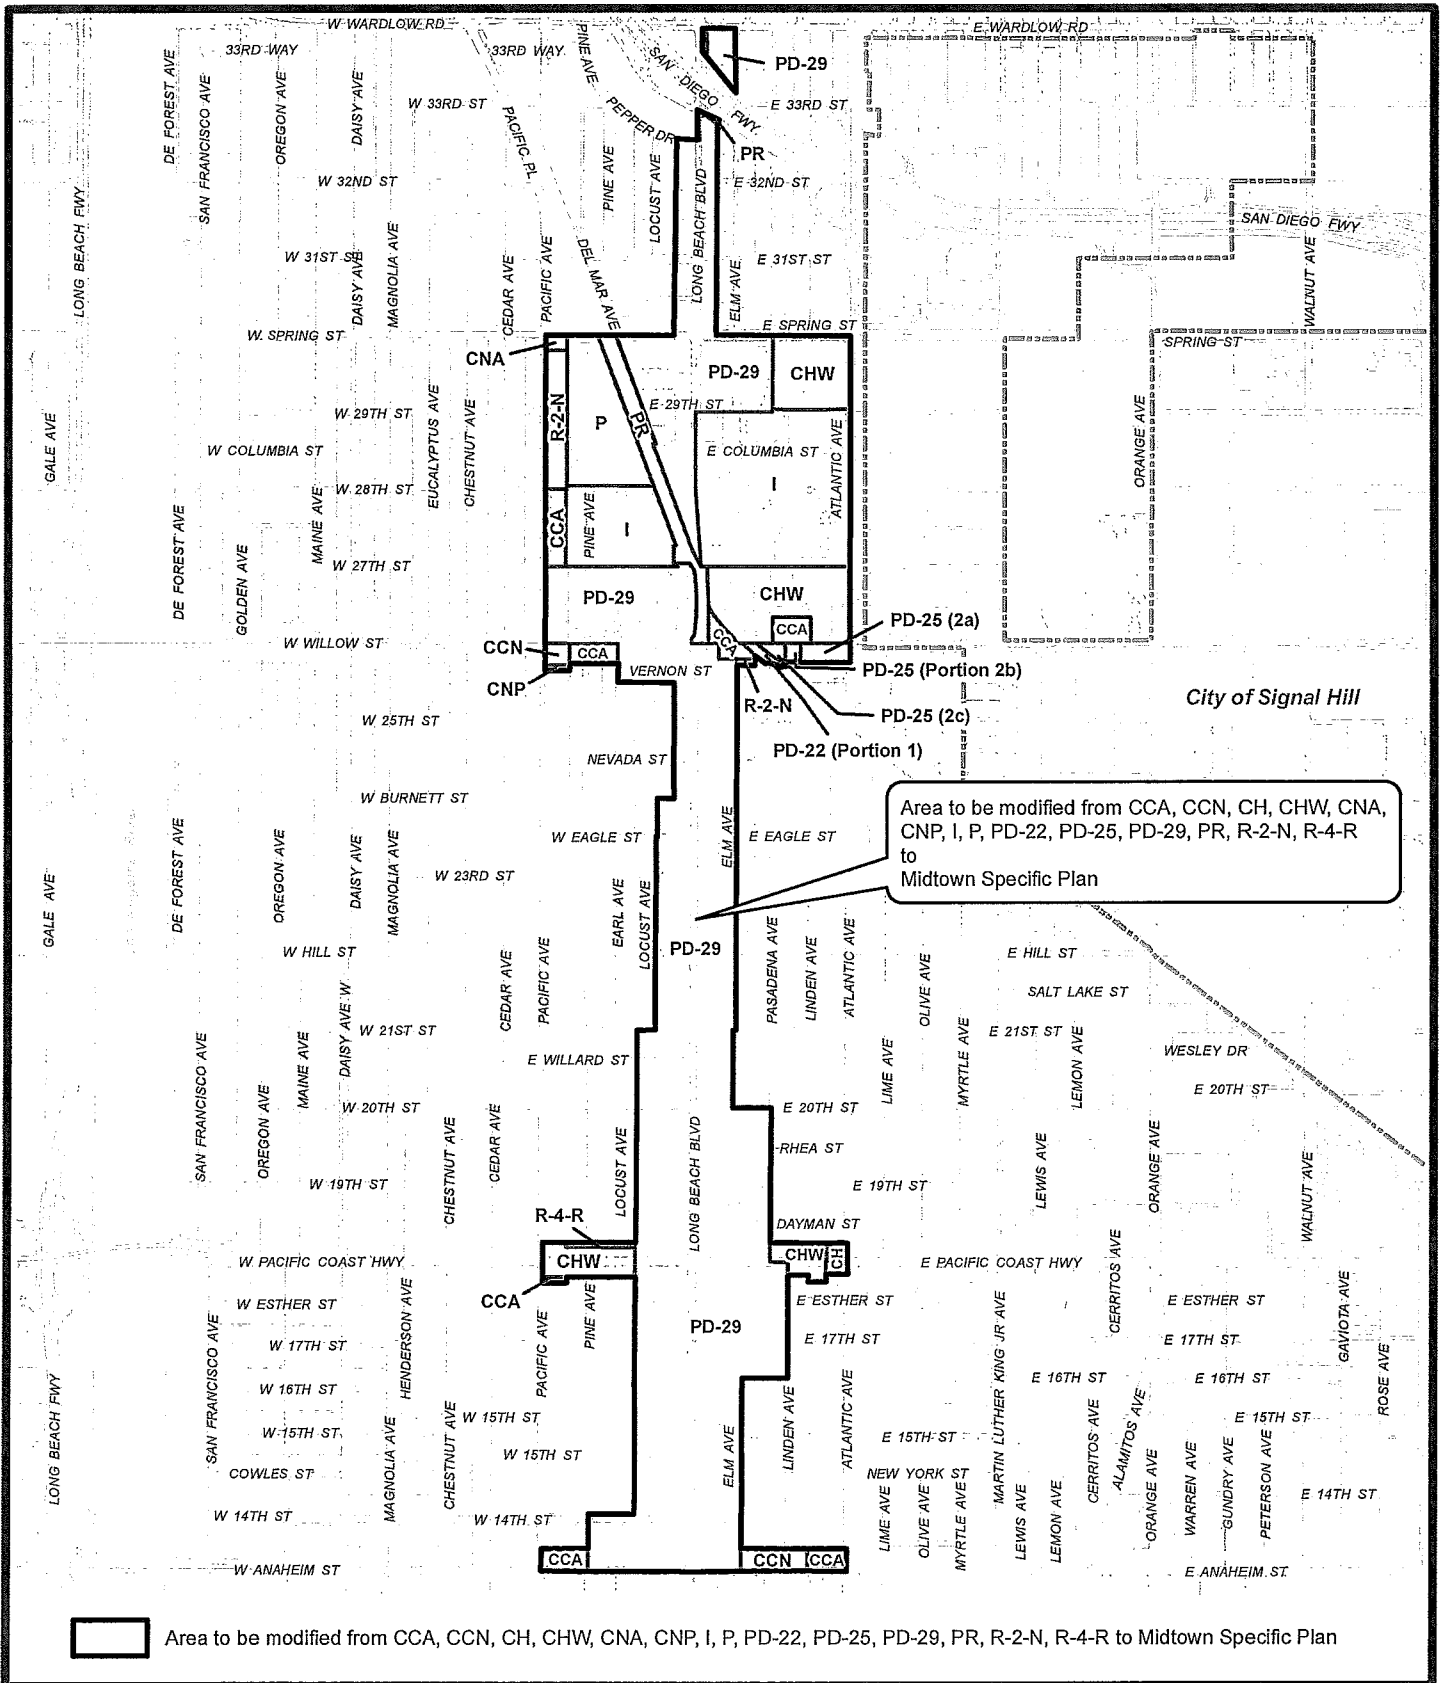 W WARDLOW RD
E WARDLOW RD
33RD WAY
33RD WAY
PINE AVE
SAN DIEGO FWY.
PD-29
DE FOREST AVE
SAN FRANCISCO AVE
OREGON AVE
DAISY AVE
W 33RD ST
PACIFIC PL
PEPPER DR
E 33RD ST
PR
W 32ND ST
PINE AVE
LOCUST AVE
LONG BEACH BLVD
E 32ND ST
LONG BEACH FWY
SAN DIEGO FWY
WALNUT AVE
W 31ST ST
DAISY AVE
MAGNOLIA AVE
CEDAR AVE
PACIFIC AVE
DEL MAR AVE
ELM AVE
E 31ST ST
W. SPRING ST
E SPRING ST
SPRING ST
CNA
PD-29
CHW
GALE AVE
W 29TH ST
EUCALYPTUS AVE
CHESTNUT AVE
R-2-N
P
PR
E 29TH ST
W COLUMBIA ST
E COLUMBIA ST
ATLANTIC AVE
ORANGE AVE
I
W 28TH ST
MAINE AVE
DE FOREST AVE
GOLDEN AVE
CCA
PINE AVE
I
W 27TH ST
PD-29
CHW
W WILLOW ST
CCN
CCA
CCA
CCA
PD-25 (2a)
CNP
VERNON ST
PD-25 (Portion 2b)
R-2-N
PD-25 (2c)
City of Signal Hill
W 25TH ST
PD-22 (Portion 1)
NEVADA ST
W BURNETT ST
Area to be modified from CCA, CCN, CH, CHW, CNA,
CNP, I, P, PD-22, PD-25, PD-29, PR, R-2-N, R-4-R
to
Midtown Specific Plan
W EAGLE ST
ELM AVE
E EAGLE ST
GALE AVE
DE FOREST AVE
OREGON AVE
DAISY AVE
MAGNOLIA AVE
W 23RD ST
EARL AVE
LOCUST AVE
PD-29
PASADENA AVE
LINDEN AVE
ATLANTIC AVE
W HILL ST
CEDAR AVE
PACIFIC AVE
OLIVE AVE
E HILL ST
SALT LAKE ST
DAISY AVE W
W 21ST ST
E 21ST ST
E WILLARD ST
WESLEY DR
SAN FRANCISCO AVE
OREGON AVE
MAINE AVE
LIME AVE
MYRTLE AVE
LEMON AVE
E 20TH ST
W 20TH ST
E 20TH ST
CHESTNUT AVE
CEDAR AVE
LOCUST AVE
LONG BEACH BLVD
RHEA ST
LEWIS AVE
ORANGE AVE
WALNUT AVE
W 19TH ST
E 19TH ST
R-4-R
DAYMAN ST
W PACIFIC COAST HWY
CHW
CHW
CH
E PACIFIC COAST HWY
CERRITOS AVE
CCA
W ESTHER ST
E ESTHER ST
E ESTHER ST
HENDERSON AVE
PACIFIC AVE
PINE AVE
PD-29
MARTIN LUTHER KING JR AVE
GAVIOTA AVE
W 17TH ST
E 17TH ST
E 17TH ST
LONG BEACH FWY
SAN FRANCISCO AVE
W 16TH ST
E 16TH ST
E 16TH ST
ROSE AVE
MAGNOLIA AVE
CHESTNUT AVE
W 15TH ST
LINDEN AVE
ATLANTIC AVE
E 15TH ST
W 15TH ST
W 15TH ST
ELM AVE
E 15TH ST
CERRITOS AVE
ALAMITOS AVE
ORANGE AVE
WARREN AVE
GUNDRY AVE
PETERSON AVE
COWLES ST
NEW YORK ST
E 14TH ST
W 14TH ST
W 14TH ST
LIME AVE
OLIVE AVE
MYRTLE AVE
LEWIS AVE
LEMON AVE
CCA
CCN
CCA
W ANAHEIM ST
E ANAHEIM ST
Area to be modified from CCA, CCN, CH, CHW, CNA, CNP, I, P, PD-22, PD-25, PD-29, PR, R-2-N, R-4-R to Midtown Specific Plan